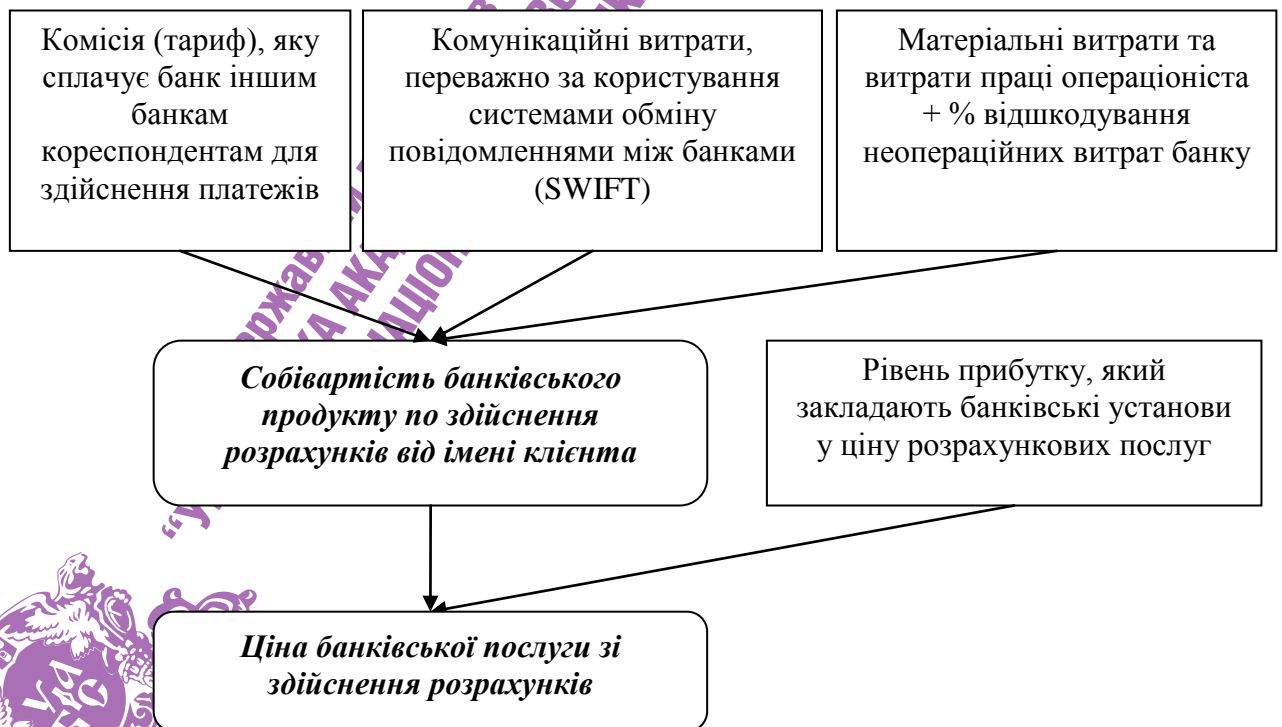 Комісія (тариф), яку
сплачує банк іншим
банкам
кореспондентам для
здійснення платежів
Комунікаційні витрати,
переважно за користування
системами обміну
повідомленнями між банками
(SWIFT)
Матеріальні витрати та
витрати праці операціоніста
+ % відшкодування
неопераційних витрат банку
Собівартість банківського
продукту по здійснення
розрахунків від імені клієнта
Рівень прибутку, який
закладають банківські установи
у ціну розрахункових послуг
Ціна банківської послуги зі
здійснення розрахунків